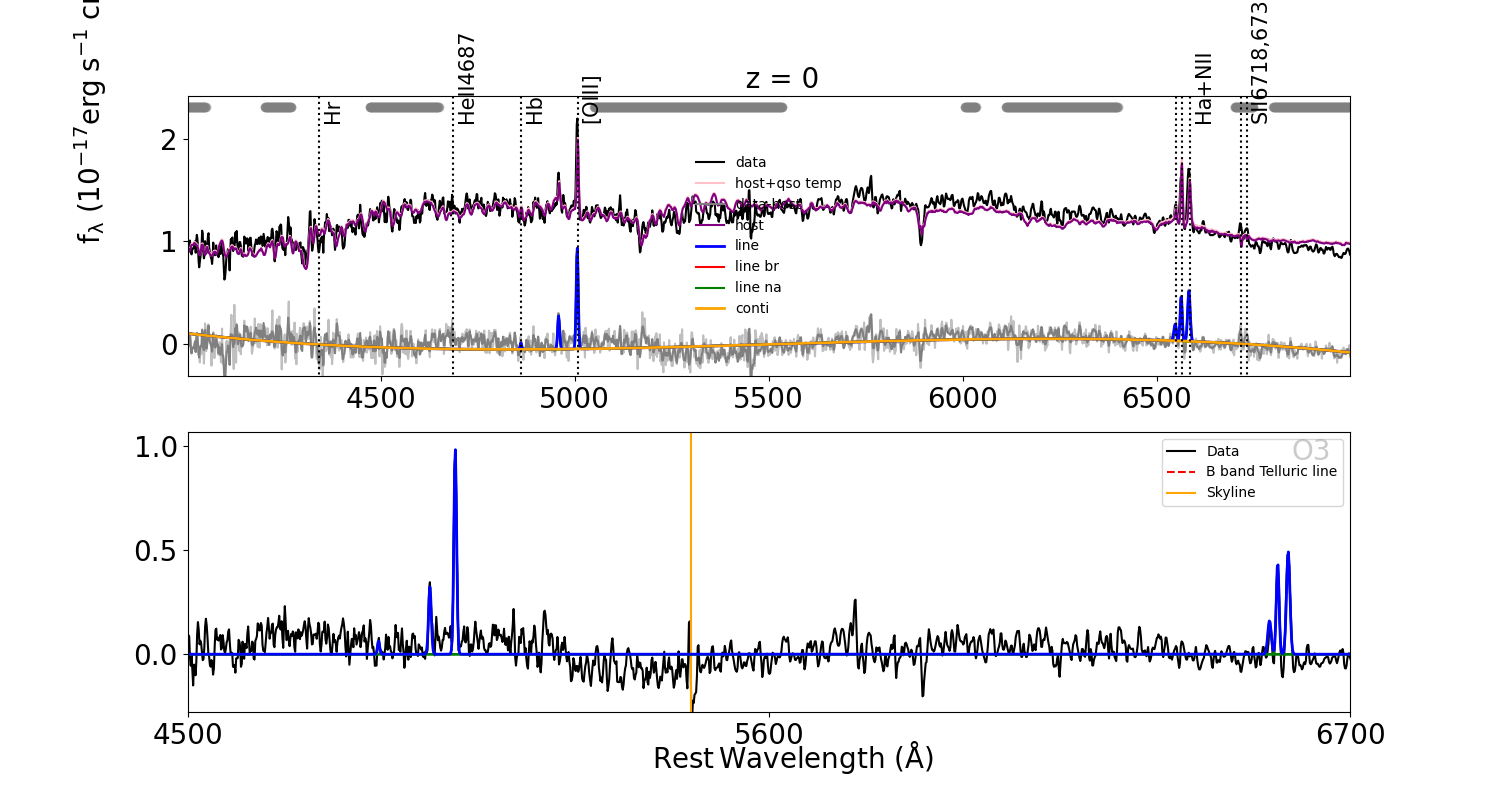 z = 0
f_λ (10^−17 erg s^−1
Hr
HeII4687
Hb
[OIII]
Ha+NII
SII6718,673
data
host+qso temp
host
line
line br
line na
conti
2
1
0
4500 5000 5500 6000 6500
O3
Data
B band Telluric line
Skyline
1.0
0.5
0.0
4500 5600 6700
Rest Wavelength (Å)